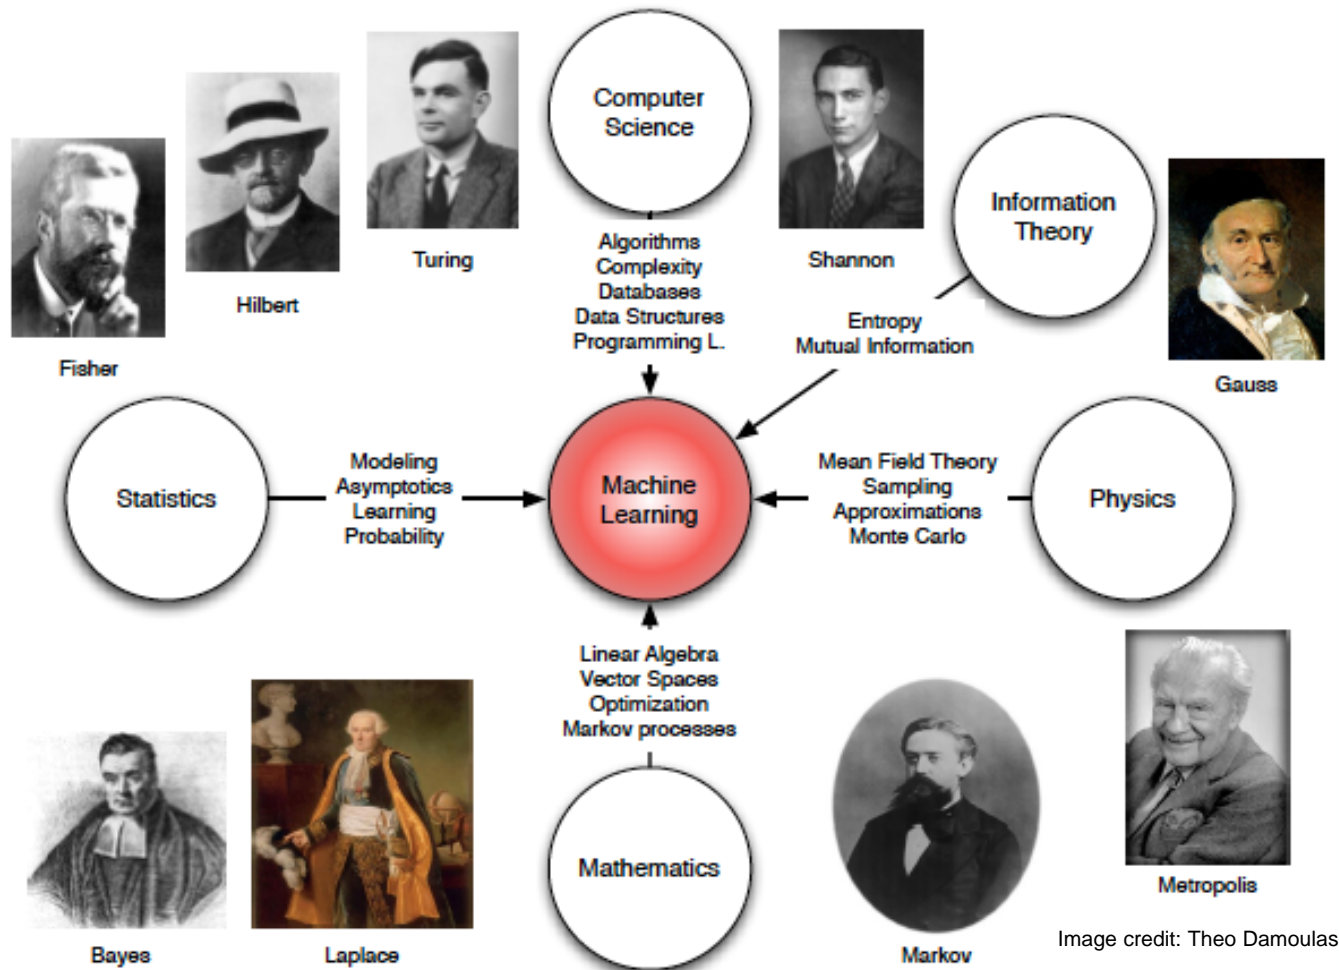 Computer
Science
Information
Theory
Turing
Shannon
Hilbert
Fisher
Gauss
Algorithms
Complexity
Databases
Data Structures
Programming L.
Entropy
Mutual Information
Statistics
Modeling
Asymptotics
Learning
Probability
Machine
Learning
Mean Field Theory
Sampling
Approximations
Monte Carlo
Physics
Linear Algebra
Vector Spaces
Optimization
Markov processes
Mathematics
Bayes
Laplace
Markov
Metropolis
Image credit: Theo Damoulas